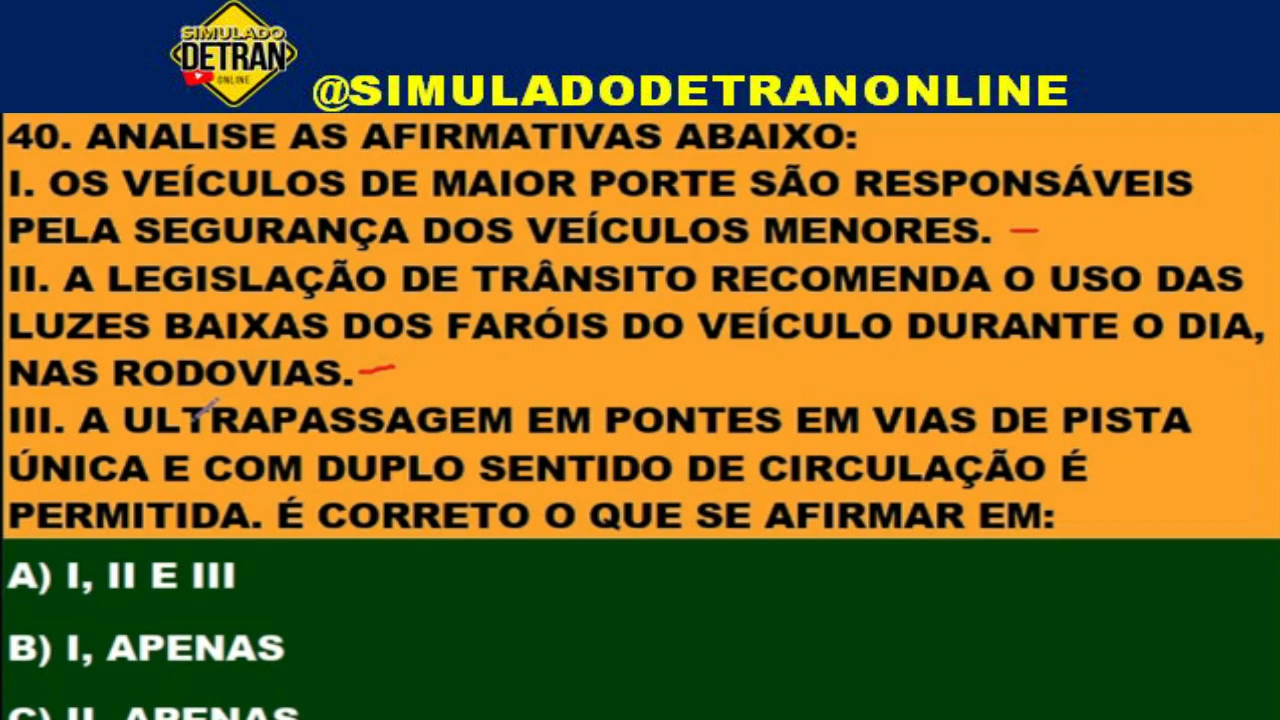 SIMULADO
DETRAN
ONLINE
@SIMULADODETRANONLINE
40. ANALISE AS AFIRMATIVAS ABAIXO:
I. OS VEÍCULOS DE MAIOR PORTE SÃO RESPONSÁVEIS
PELA SEGURANÇA DOS VEÍCULOS MENORES.
II. A LEGISLAÇÃO DE TRÂNSITO RECOMENDA O USO DAS
LUZES BAIXAS DOS FARÓIS DO VEÍCULO DURANTE O DIA,
NAS RODOVIAS.
III. A ULTRAPASSAGEM EM PONTES EM VIAS DE PISTA
ÚNICA E COM DUPLO SENTIDO DE CIRCULAÇÃO É
PERMITIDA. É CORRETO O QUE SE AFIRMAR EM:
A) I, II E III
B) I, APENAS
C) II, APENAS